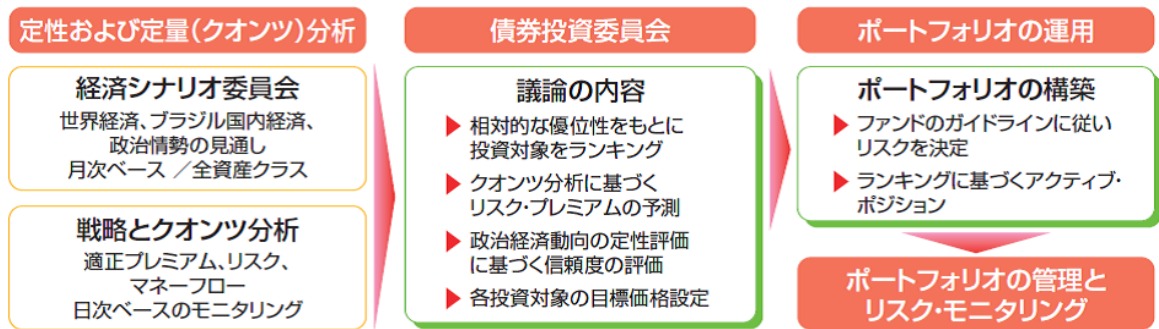 定性および定量(クオンツ)分析
経済シナリオ委員会
世界経済、ブラジル国内経済、
政治情勢の見通し
月次ベース ／全資産クラス
戦略とクオンツ分析
適正プレミアム、リスク、
マネーフロー
日次ベースのモニタリング
債券投資委員会
議論の内容
相対的な優位性をもとに
投資対象をランキング
クオンツ分析に基づく
リスク・プレミアムの予測
政治経済動向の定性評価
に基づく信頼度の評価
各投資対象の目標価格設定
ポートフォリオの運用
ポートフォリオの構築
ファンドのガイドラインに従い
リスクを決定
ランキングに基づくアクティブ・
ポジション
ポートフォリオの管理と
リスク・モニタリング